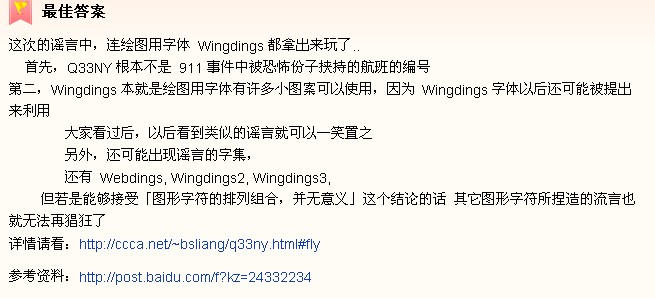 最佳答案
这次的谣言中，连绘图用字体 Wingdings 都拿出来玩了..
首先，Q33NY 根本不是 911 事件中被恐怖份子挟持的航班的编号
第二，Wingdings 本就是绘图用字体有许多小图案可以使用，因为 Wingdings 字体以后还可能被提出
来利用
大家看过后，以后看到类似的谣言就可以一笑置之
另外，还可能出现谣言的字集，
还有 Webdings, Wingdings2, Wingdings3,
但若是能够接受「图形字符的排列组合，并无意义」这个结论的话 其它图形字符所捏造的流言也
就无法再猖狂了
详情请看：http://ccca.net/~bsliang/q33ny.html#fly
参考资料：http://post.baidu.com/f?kz=24332234